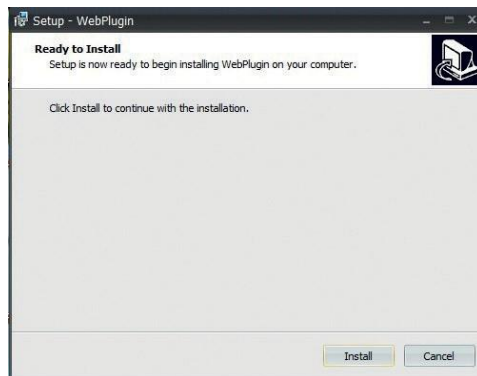 Setup - WebPlugin
Ready to Install
Setup is now ready to begin installing WebPlugin on your computer.
Click Install to continue with the installation.
Install
Cancel